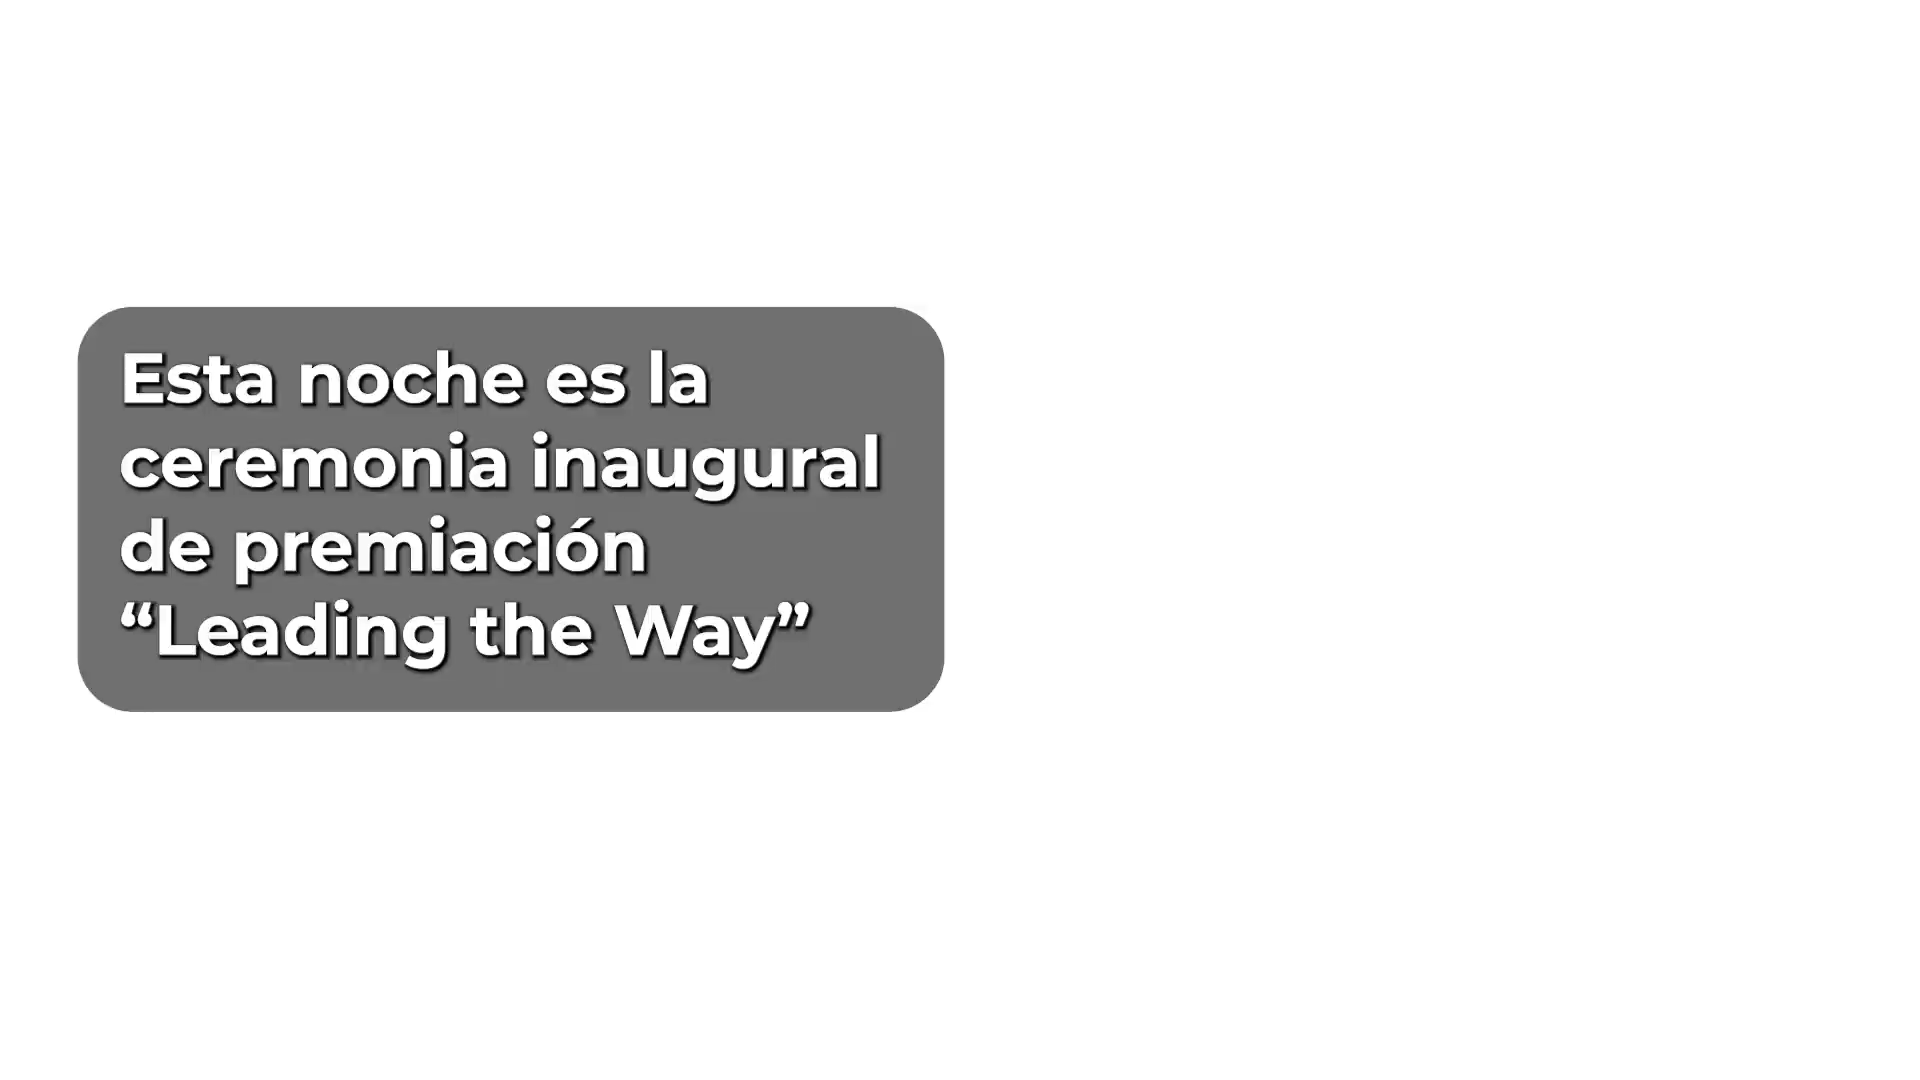 Esta noche es la
ceremonia inaugural
de premiación
“Leading the Way”